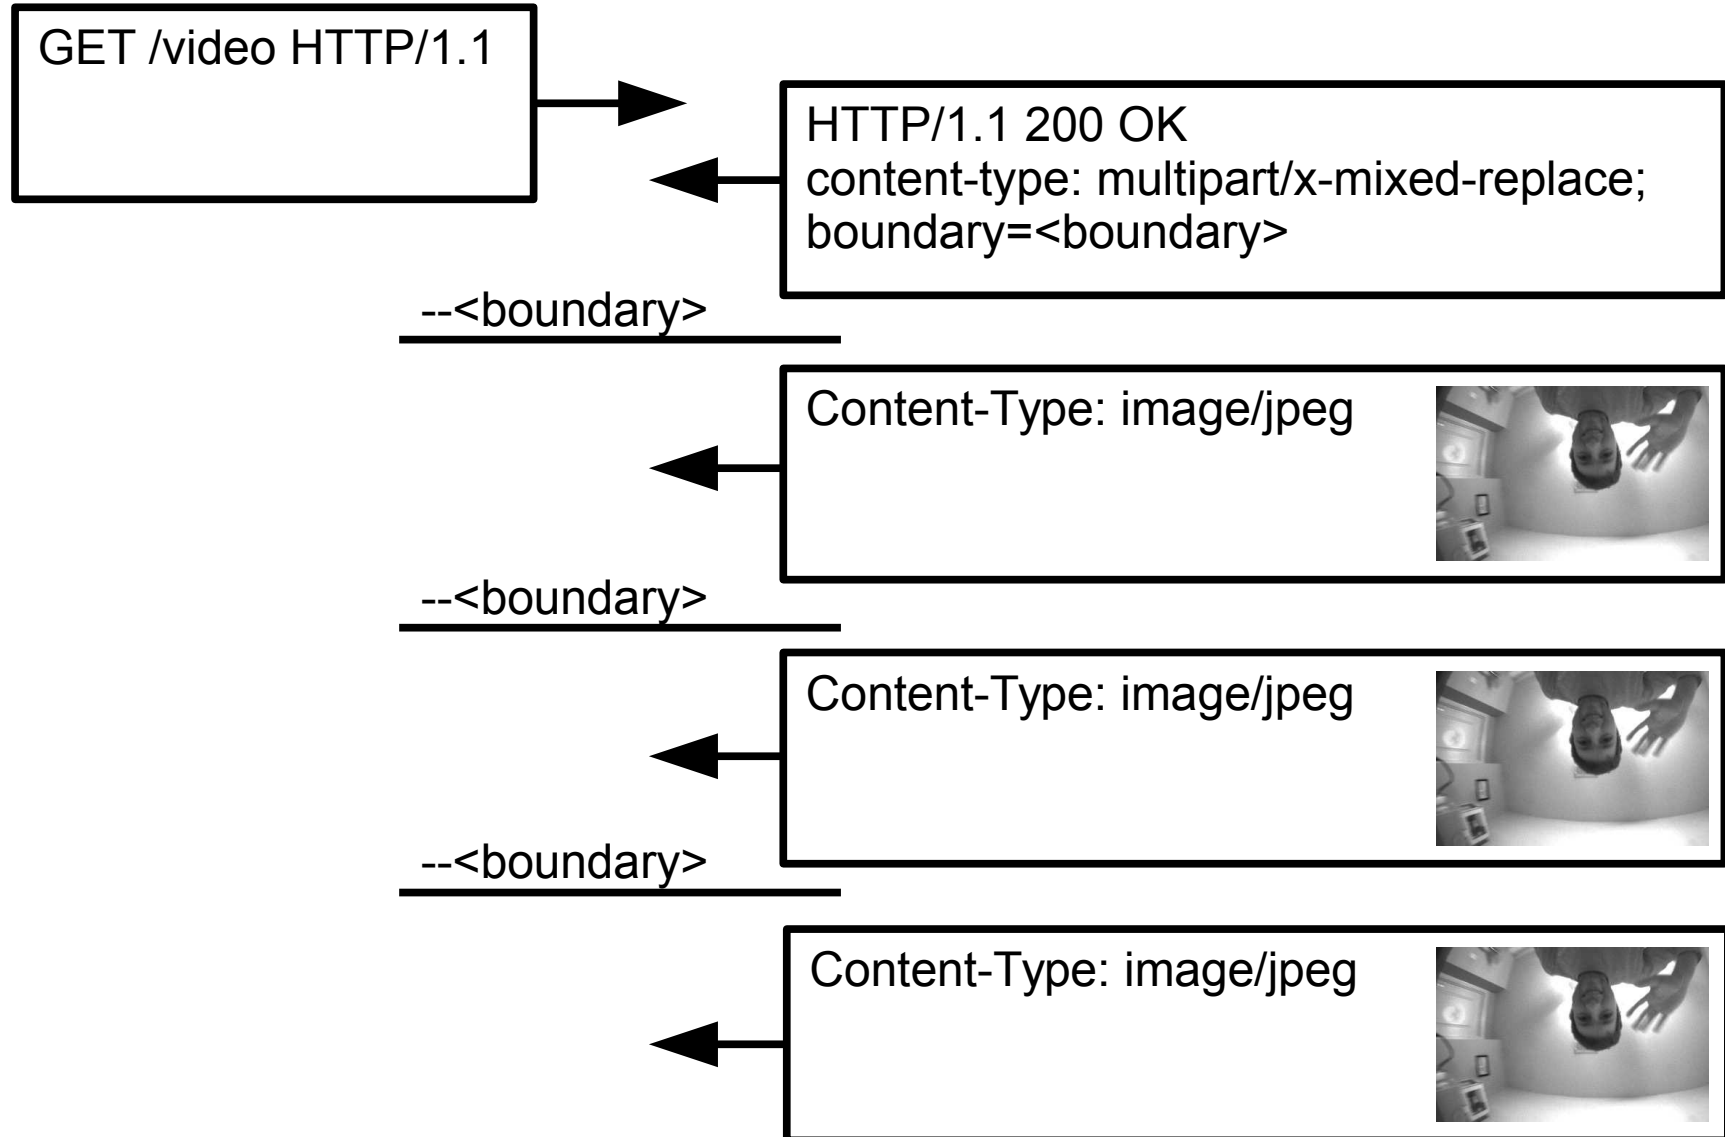 GET /video HTTP/1.1
HTTP/1.1 200 OK
content-type: multipart/x-mixed-replace;
boundary=<boundary>
--<boundary>
Content-Type: image/jpeg
--<boundary>
Content-Type: image/jpeg
--<boundary>
Content-Type: image/jpeg